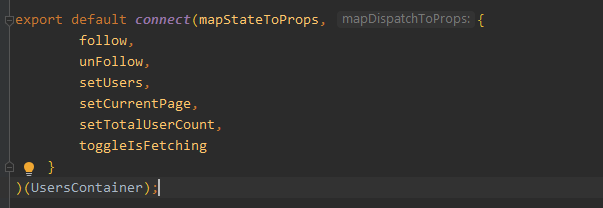 export default connect(mapStateToProps, mapDispatchToProps: {
follow,
unFollow,
setUsers,
setCurrentPage,
setTotalUserCount,
toggleIsFetching
}
)(UsersContainer);